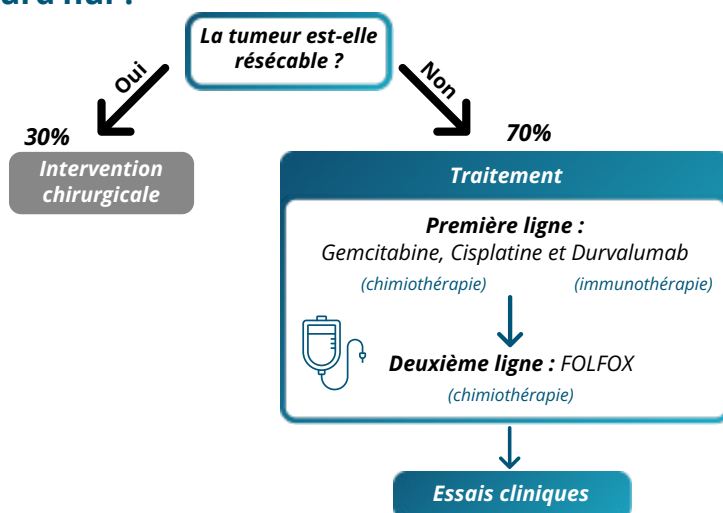 La tumeur est-elle
résécable ?
Oui
Non
30%
70%
Intervention
chirurgicale
Traitement
Première ligne :
Gemcitabine, Cisplatine et Durvalumab
(chimiothérapie) (immunothérapie)
Deuxième ligne : FOLFOX
(chimiothérapie)
Essais cliniques